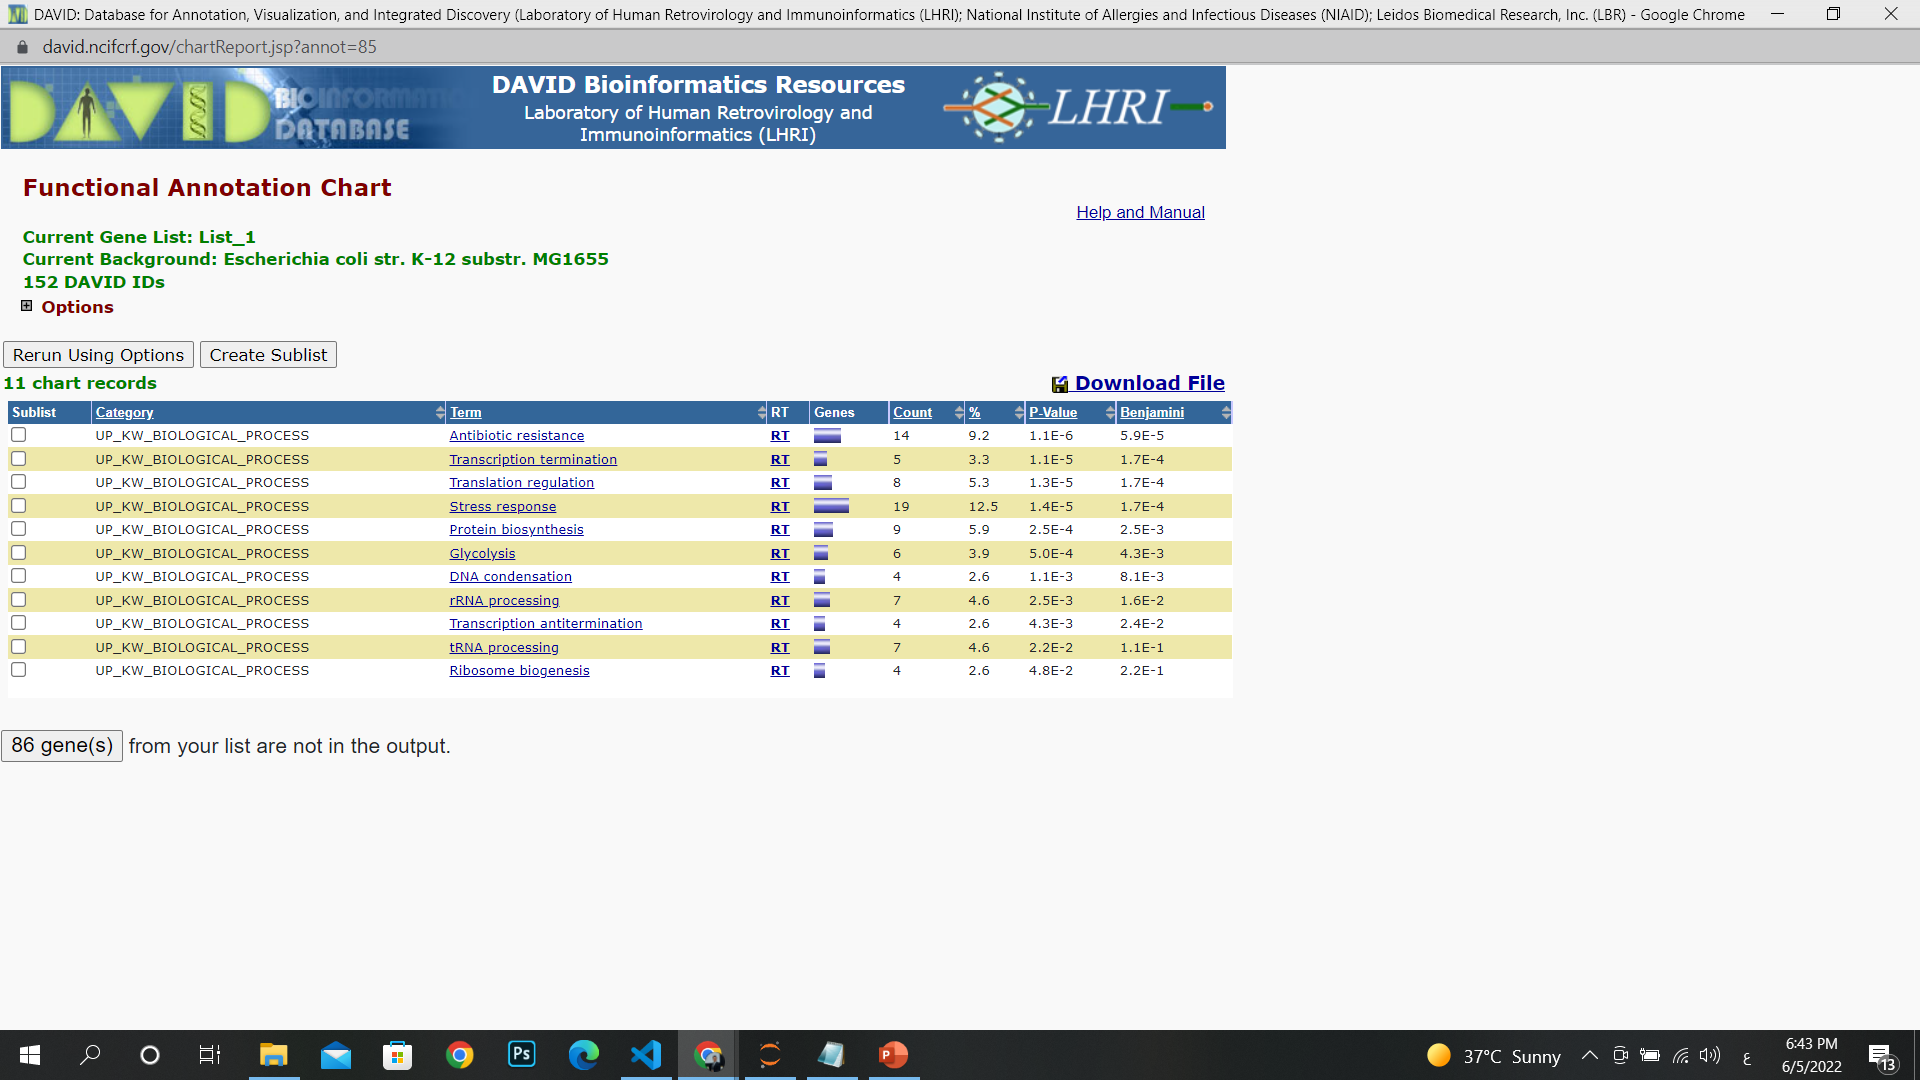 DAVID: Database for Annotation, Visualization, and Integrated Discovery (Laboratory of Human Retrovirology and Immunoinformatics (LHRI); National Institute of Allergies and Infectious Diseases (NIAID); Leidos Biomedical Research, Inc. (LBR) - Google Chrome
david.ncifcrf.gov/chartReport.jsp?annot=85
DAVID BIOINFORMATICS DATABASE
DAVID Bioinformatics Resources
Laboratory of Human Retrovirology and
Immunoinformatics (LHRI)
LHRI
Functional Annotation Chart
Help and Manual
Current Gene List: List_1
Current Background: Escherichia coli str. K-12 substr. MG1655
152 DAVID IDs
Options
Rerun Using Options Create Sublist
11 chart records Download File
Sublist Category Term RT Genes Count % P-Value Benjamini
UP_KW_BIOLOGICAL_PROCESS Antibiotic resistance RT 14 9.2 1.1E-6 5.9E-5
UP_KW_BIOLOGICAL_PROCESS Transcription termination RT 5 3.3 1.1E-5 1.7E-4
UP_KW_BIOLOGICAL_PROCESS Translation regulation RT 8 5.3 1.3E-5 1.7E-4
UP_KW_BIOLOGICAL_PROCESS Stress response RT 19 12.5 1.4E-5 1.7E-4
UP_KW_BIOLOGICAL_PROCESS Protein biosynthesis RT 9 5.9 2.5E-4 2.5E-3
UP_KW_BIOLOGICAL_PROCESS Glycolysis RT 6 3.9 5.0E-4 4.3E-3
UP_KW_BIOLOGICAL_PROCESS DNA condensation RT 4 2.6 1.1E-3 8.1E-3
UP_KW_BIOLOGICAL_PROCESS rRNA processing RT 7 4.6 2.5E-3 1.6E-2
UP_KW_BIOLOGICAL_PROCESS Transcription antitermination RT 4 2.6 4.3E-3 2.4E-2
UP_KW_BIOLOGICAL_PROCESS tRNA processing RT 7 4.6 2.2E-2 1.1E-1
UP_KW_BIOLOGICAL_PROCESS Ribosome biogenesis RT 4 2.6 4.8E-2 2.2E-1
86 gene(s) from your list are not in the output.
Ps
P
37°C Sunny
ع
6:43 PM
6/5/2022
13